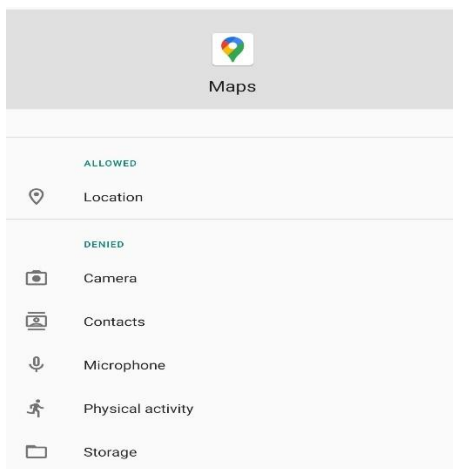 Maps
ALLOWED
Location
DENIED
Camera
Contacts
Microphone
Physical activity
Storage